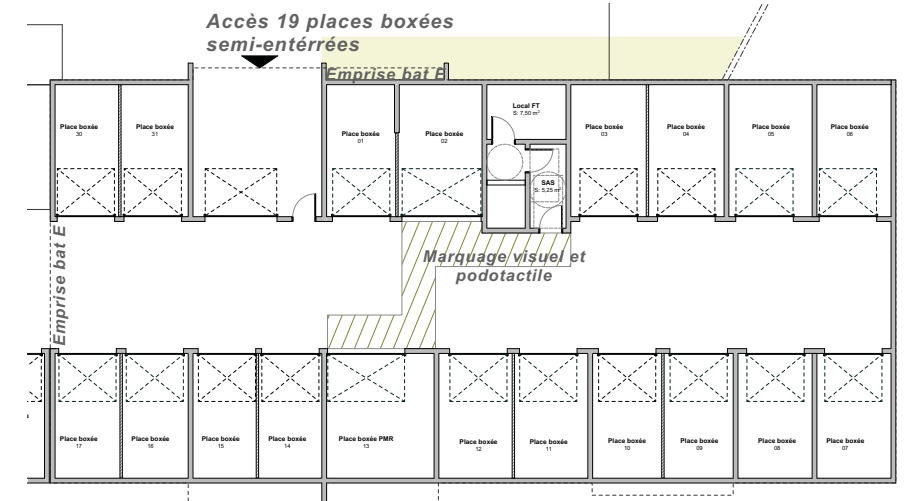 Accès 19 places boxées
semi-entérrées
Emprise bat E
Place boxée
30
Place boxée
31
Place boxée
01
Place boxée
02
Local FT
S: 7,50 m²
SAS
S: 5,25 m²
Place boxée
03
Place boxée
04
Place boxée
05
Place boxée
06
Emprise bat E
Marquage visuel et
podotactile
Place boxée
17
Place boxée
16
Place boxée
15
Place boxée
14
Place boxée PMR
13
Place boxée
12
Place boxée
11
Place boxée
10
Place boxée
09
Place boxée
08
Place boxée
07